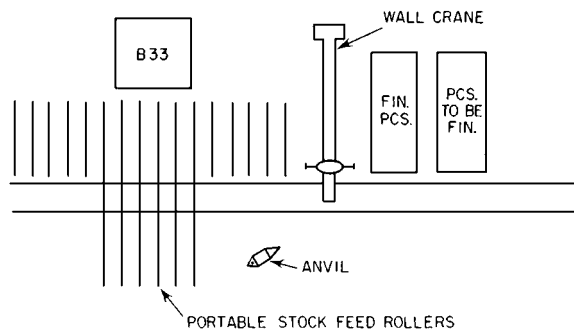 WALL CRANE
B33
FIN.
PCS.
PCS.
TO BE
FIN.
ANVIL
PORTABLE STOCK FEED ROLLERS